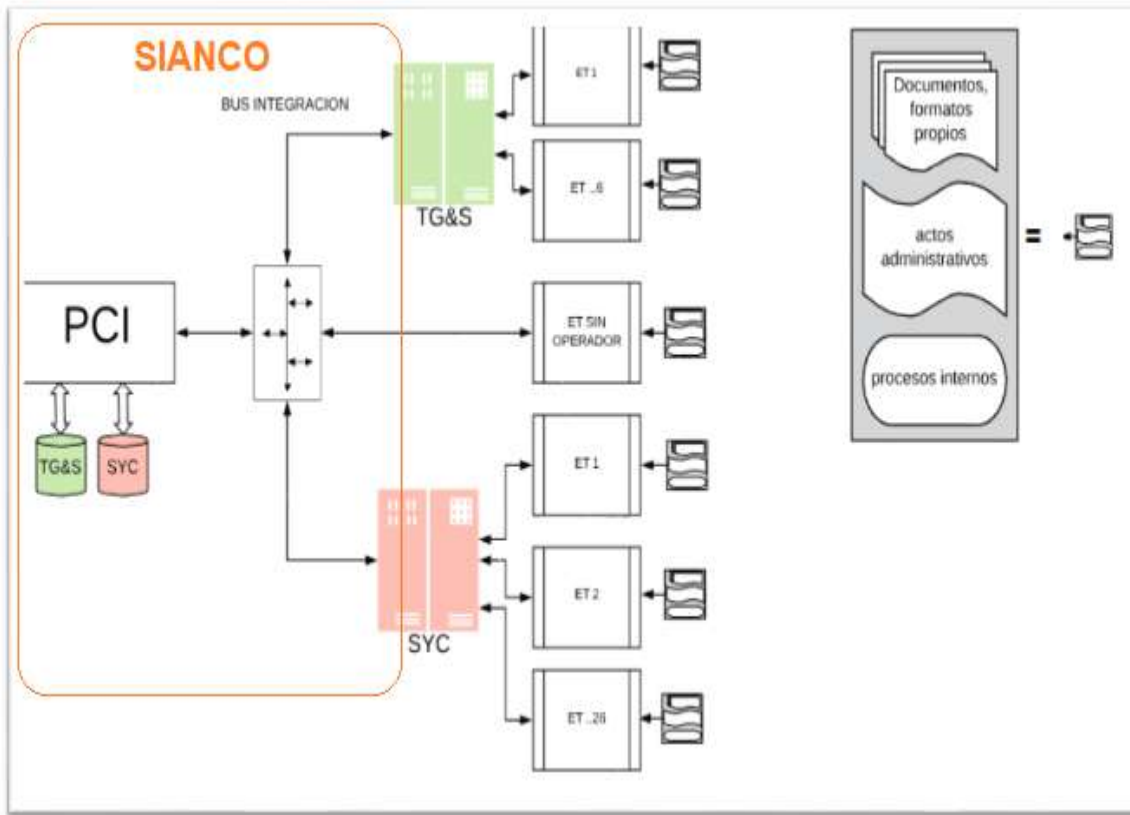 SIANCO
BUS INTEGRACION
TG&S
ET 1
ET ..6
PCI
TG&S
SYC
ET SIN
OPERADOR
SYC
ET 1
ET 2
ET ..26
Documentos,
formatos
propios
actos
administrativos
procesos internos
=